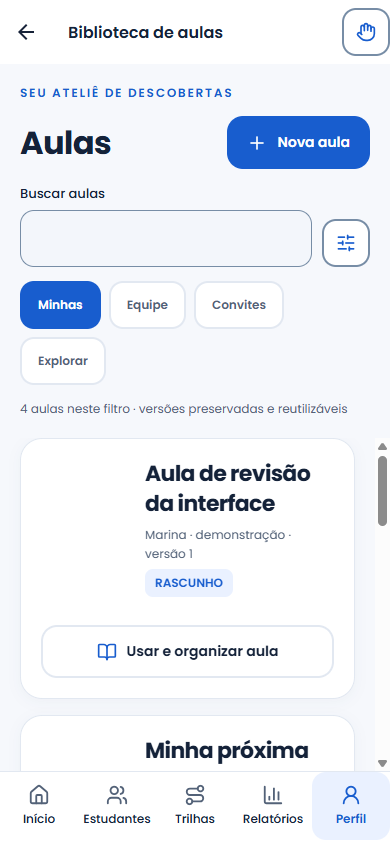 Biblioteca de aulas
SEU ATELIÊ DE DESCOBERTAS
Aulas
Nova aula
Buscar aulas
Minhas
Equipe
Convites
Explorar
4 aulas neste filtro · versões preservadas e reutilizáveis
Aula de revisão
da interface
Marina · demonstração ·
versão 1
RASCUNHO
Usar e organizar aula
Minha próxima
Início
Estudantes
Trilhas
Relatórios
Perfil